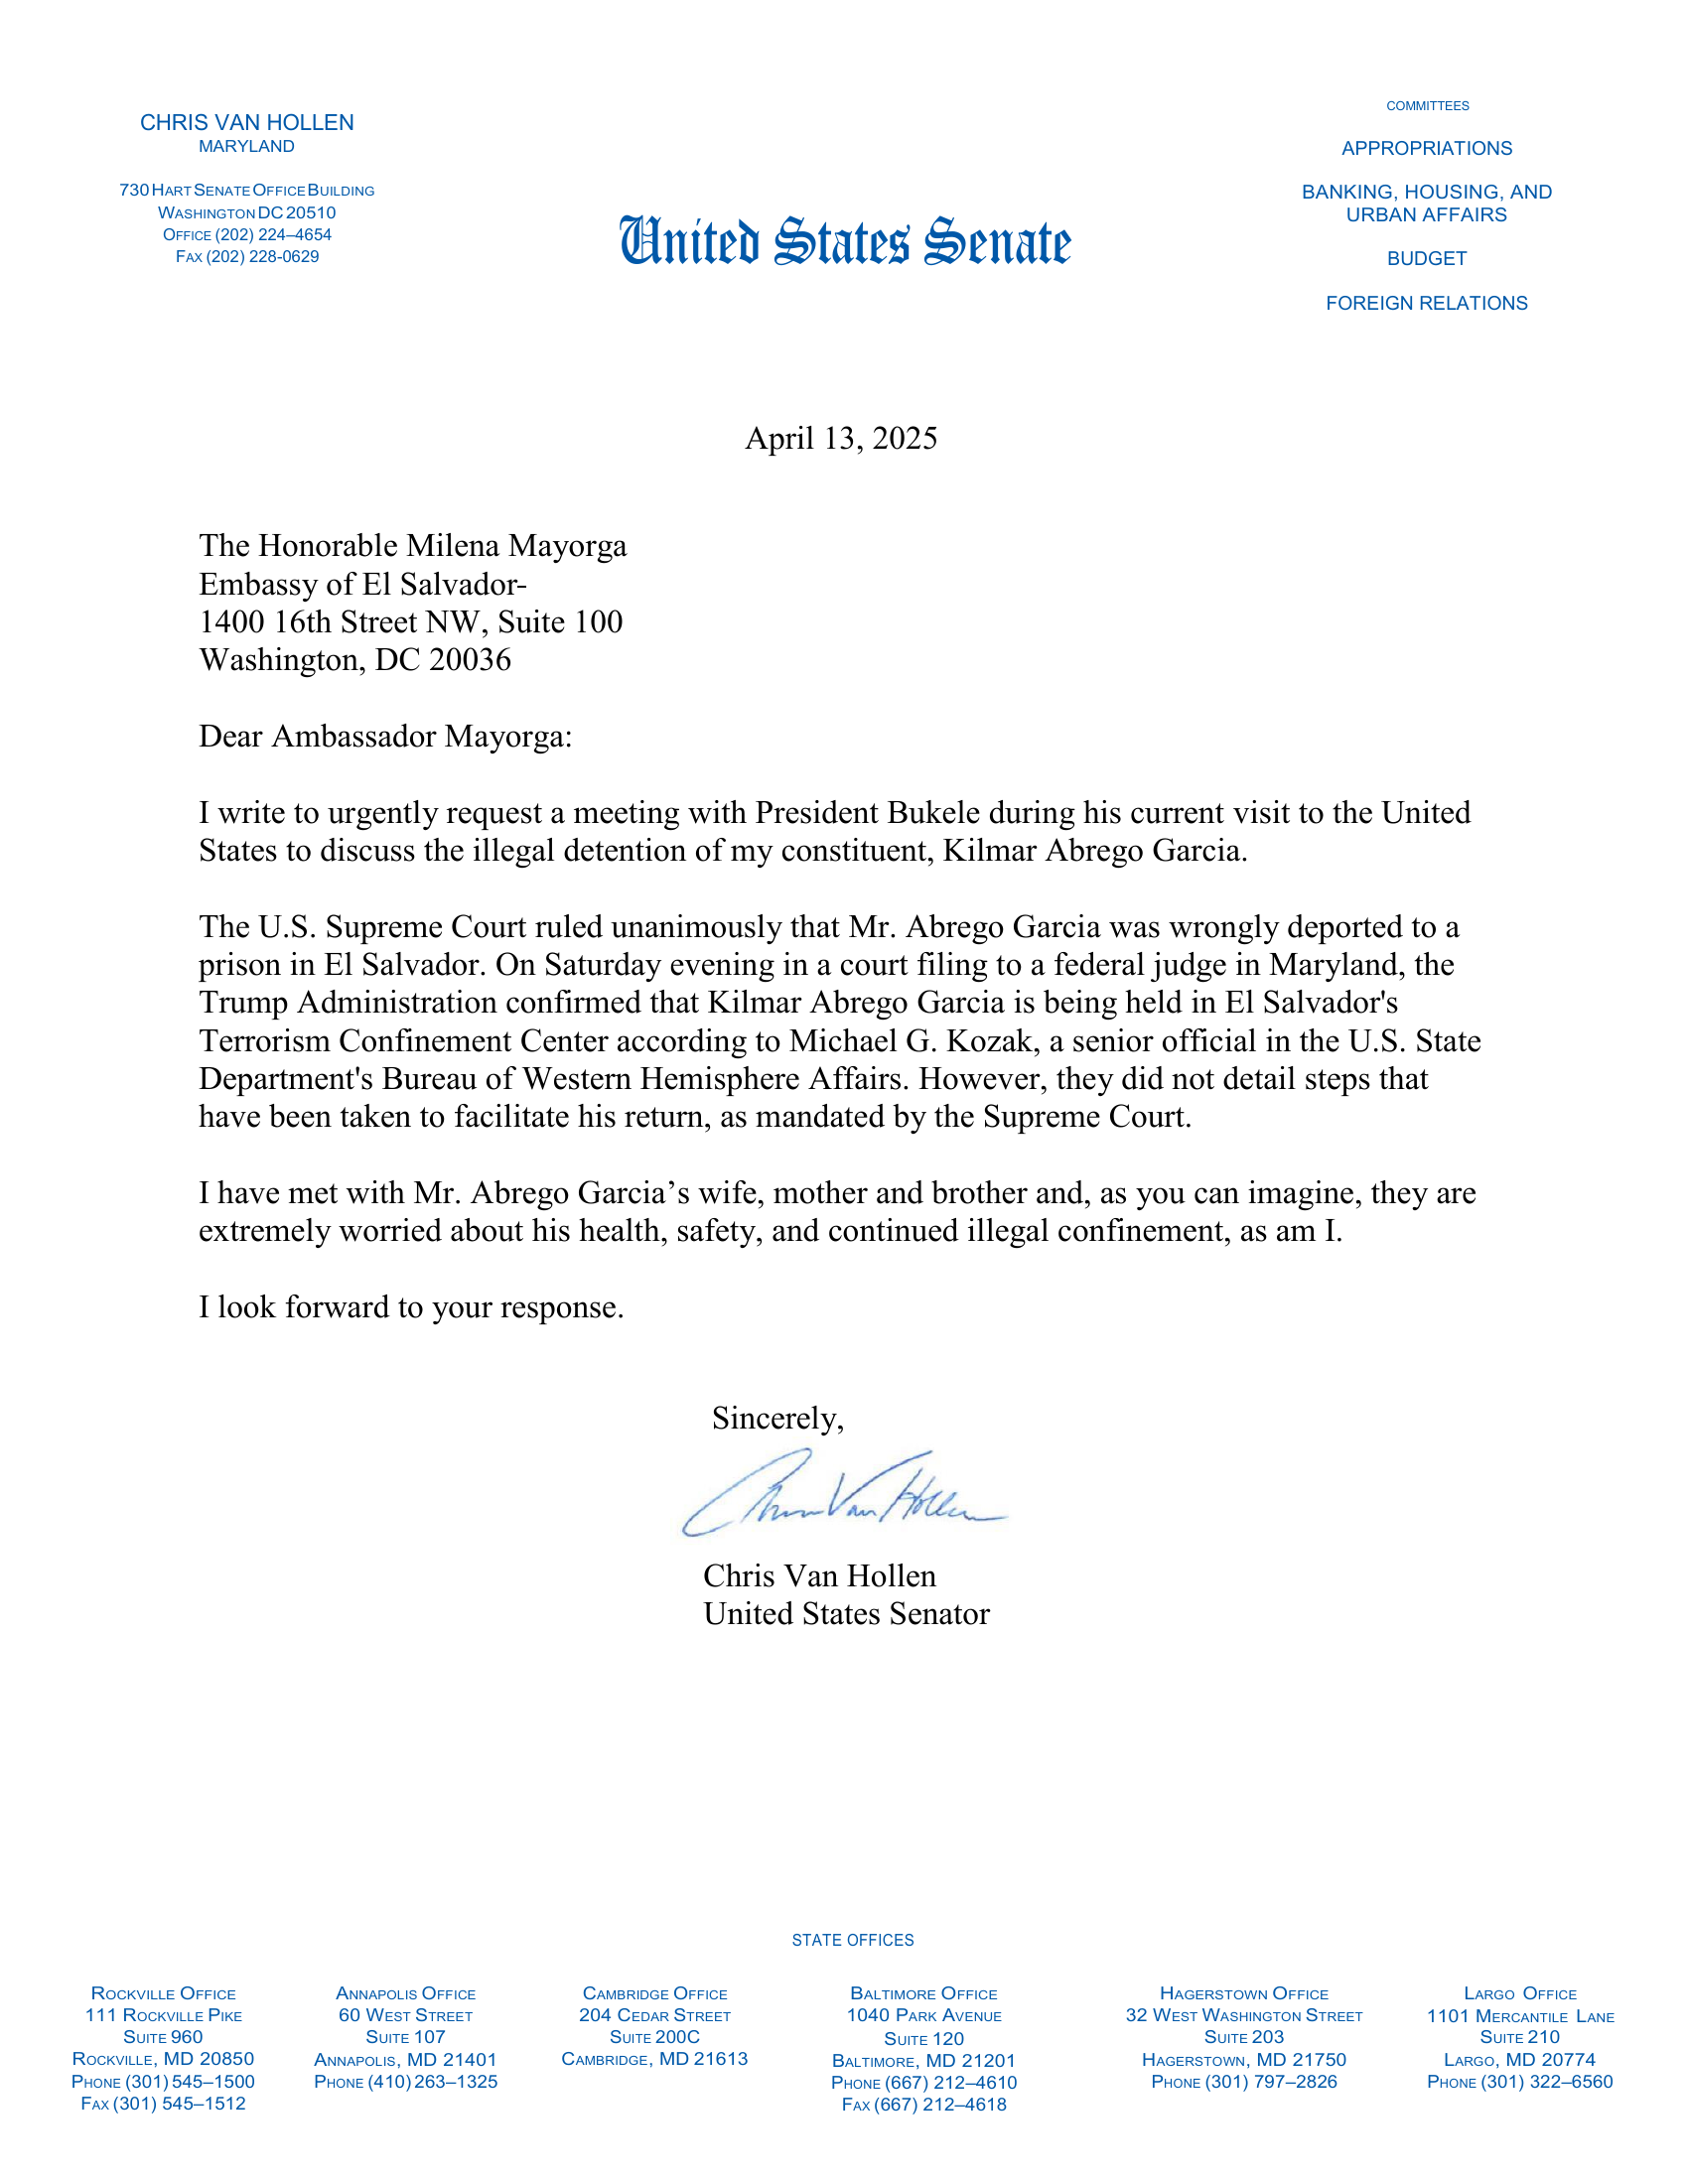 CHRIS VAN HOLLEN
MARYLAND
730 HART SENATE OFFICE BUILDING
WASHINGTON DC 20510
OFFICE (202) 224–4654
FAX (202) 228-0629
United States Senate
COMMITTEES
APPROPRIATIONS
BANKING, HOUSING, AND
URBAN AFFAIRS
BUDGET
FOREIGN RELATIONS
April 13, 2025
The Honorable Milena Mayorga
Embassy of El Salvador-
1400 16th Street NW, Suite 100
Washington, DC 20036
Dear Ambassador Mayorga:
I write to urgently request a meeting with President Bukele during his current visit to the United
States to discuss the illegal detention of my constituent, Kilmar Abrego Garcia.
The U.S. Supreme Court ruled unanimously that Mr. Abrego Garcia was wrongly deported to a
prison in El Salvador. On Saturday evening in a court filing to a federal judge in Maryland, the
Trump Administration confirmed that Kilmar Abrego Garcia is being held in El Salvador's
Terrorism Confinement Center according to Michael G. Kozak, a senior official in the U.S. State
Department's Bureau of Western Hemisphere Affairs. However, they did not detail steps that
have been taken to facilitate his return, as mandated by the Supreme Court.
I have met with Mr. Abrego Garcia’s wife, mother and brother and, as you can imagine, they are
extremely worried about his health, safety, and continued illegal confinement, as am I.
I look forward to your response.
Sincerely,
Chris Van Hollen
Chris Van Hollen
United States Senator
STATE OFFICES
ROCKVILLE OFFICE
111 ROCKVILLE PIKE
SUITE 960
ROCKVILLE, MD 20850
PHONE (301) 545–1500
FAX (301) 545–1512
ANNAPOLIS OFFICE
60 WEST STREET
SUITE 107
ANNAPOLIS, MD 21401
PHONE (410) 263–1325
CAMBRIDGE OFFICE
204 CEDAR STREET
SUITE 200C
CAMBRIDGE, MD 21613
BALTIMORE OFFICE
1040 PARK AVENUE
SUITE 120
BALTIMORE, MD 21201
PHONE (667) 212–4610
FAX (667) 212–4618
HAGERSTOWN OFFICE
32 WEST WASHINGTON STREET
SUITE 203
HAGERSTOWN, MD 21750
PHONE (301) 797–2826
LARGO OFFICE
1101 MERCANTILE LANE
SUITE 210
LARGO, MD 20774
PHONE (301) 322–6560